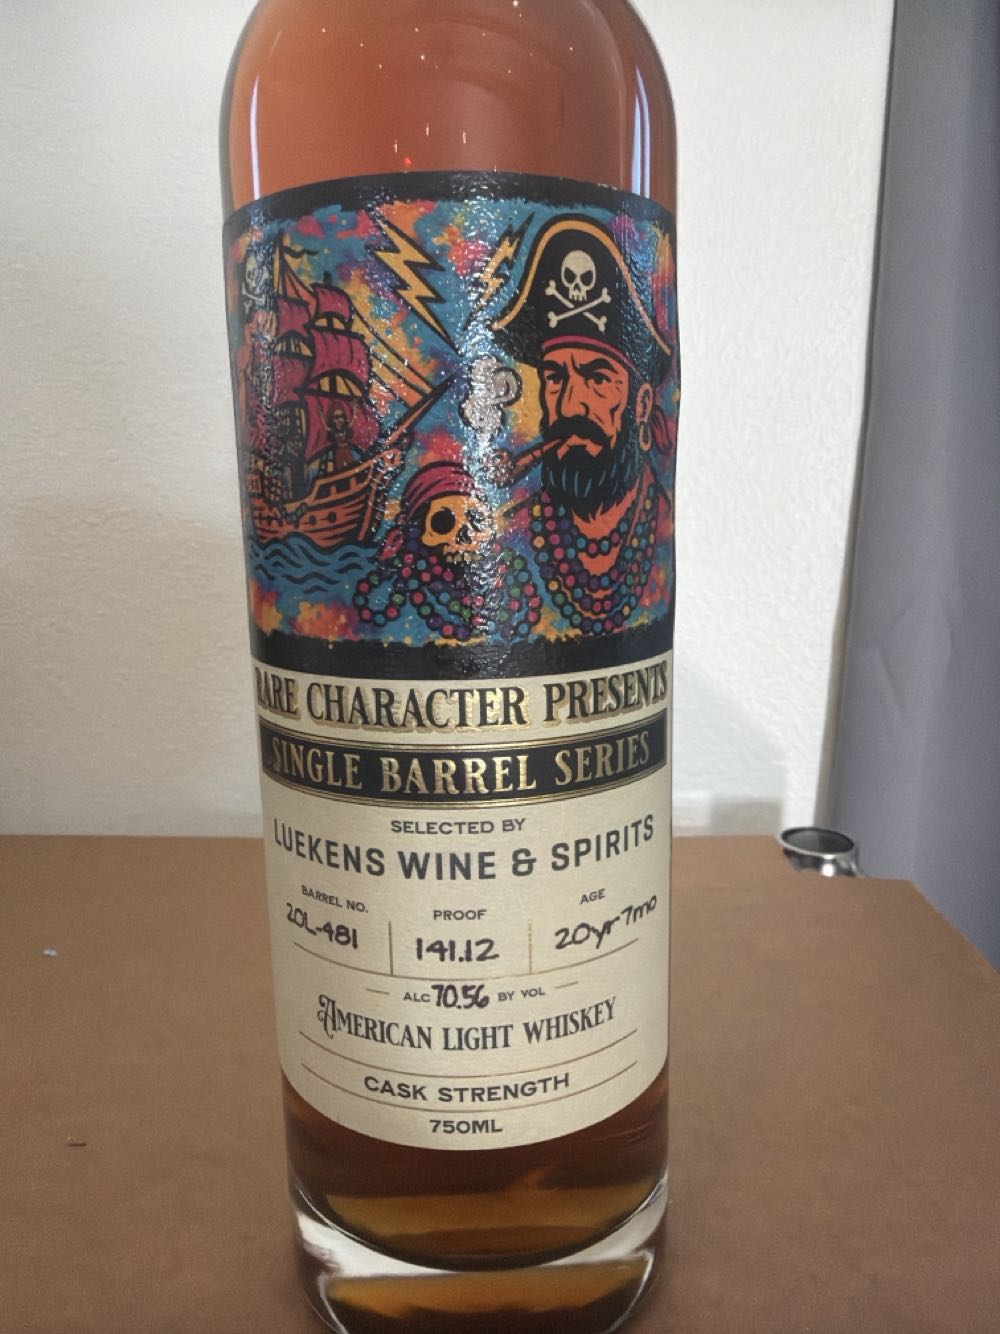 RARE CHARACTER PRESENTS
SINGLE BARREL SERIES
SELECTED BY
LUEKENS WINE & SPIRITS
BARREL NO. PROOF AGE
20L-481 141.12 20yr 7mo
ALC 70.56 BY VOL
AMERICAN LIGHT WHISKEY
CASK STRENGTH
750ML